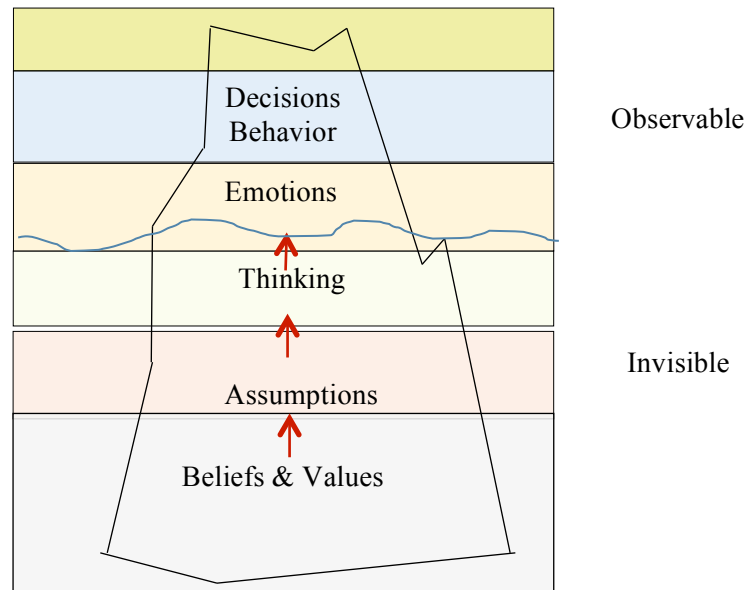 Decisions
Behavior
Observable
Emotions
Thinking
Invisible
Assumptions
Beliefs & Values